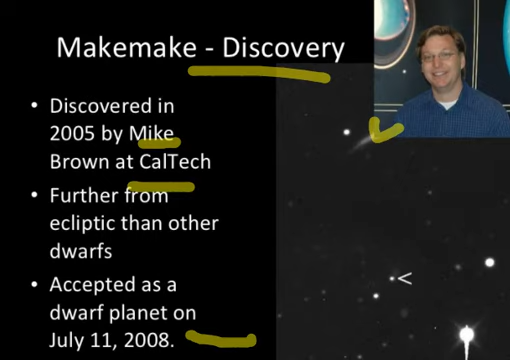 Makemake - Discovery
• Discovered in
2005 by Mike
Brown at CalTech
• Further from
ecliptic than other
dwarfs
• Accepted as a
dwarf planet on
July 11, 2008.
<